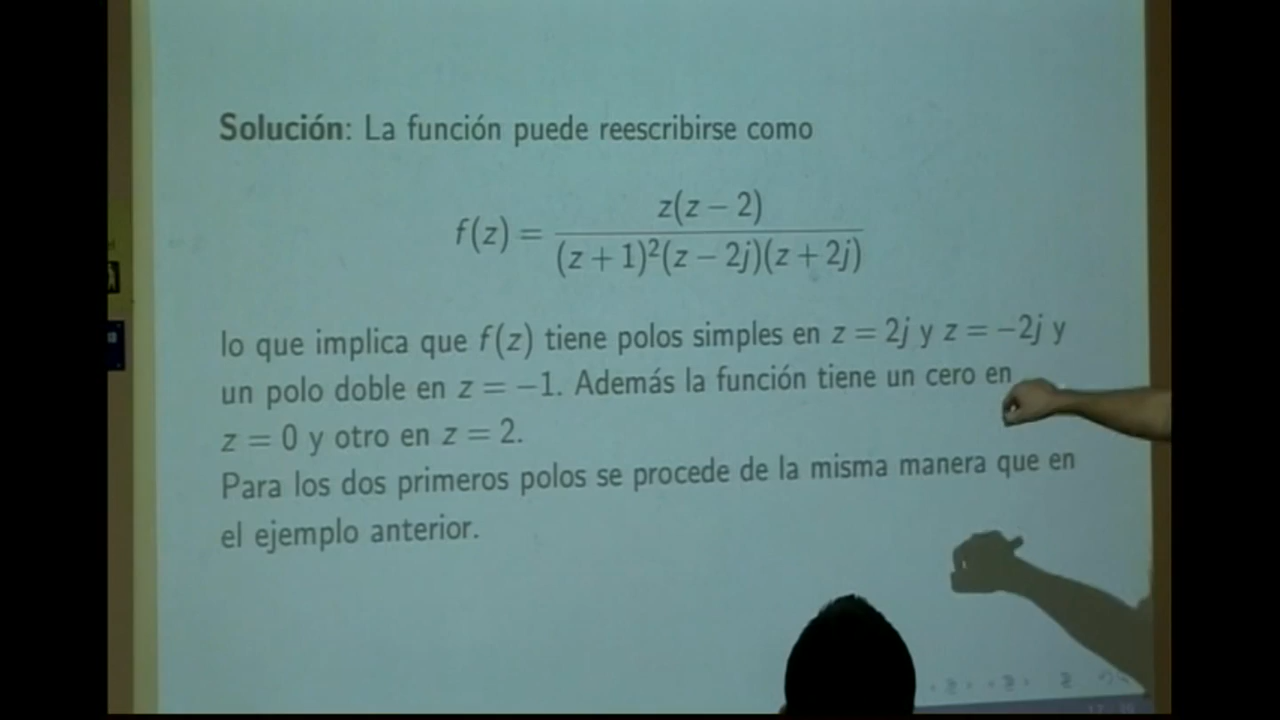 Solución: La función puede reescribirse como
f(z) = z(z − 2) / (z + 1)²(z − 2j)(z + 2j)
lo que implica que f(z) tiene polos simples en z = 2j y z = −2j y
un polo doble en z = −1. Además la función tiene un cero en
z = 0 y otro en z = 2.
Para los dos primeros polos se procede de la misma manera que en
el ejemplo anterior.